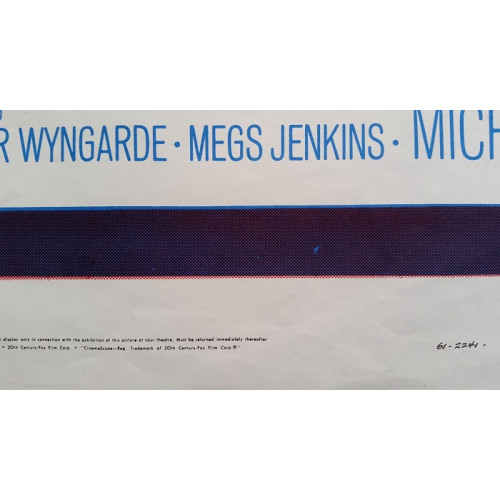 R WYNGARDE · MEGS JENKINS · MICH
display only in connection with the exhibition of this picture at your theatre. Must be returned immediately thereafter
• 20th Century-Fox Film Corp. • "CinemaScope—Reg. Trademark of 20th Century-Fox Film Corp.®"
61-2241.